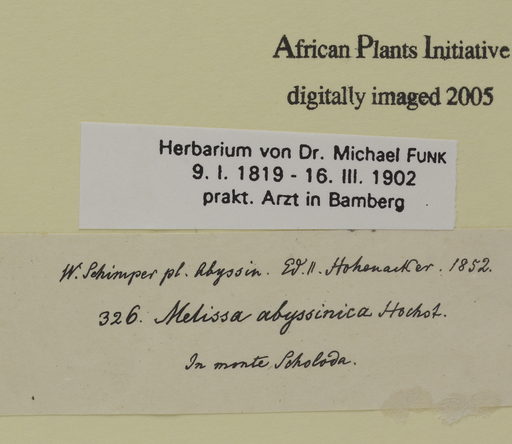 African Plants Initiative
digitally imaged 2005
Herbarium von Dr. Michael FUNK
9. I. 1819 - 16. III. 1902
prakt. Arzt in Bamberg
W. Schimper pl. Abyssin. Ed. II. Hohenacker. 1852.
326. Melissa abyssinica Hochst.
In monte Scholoda.